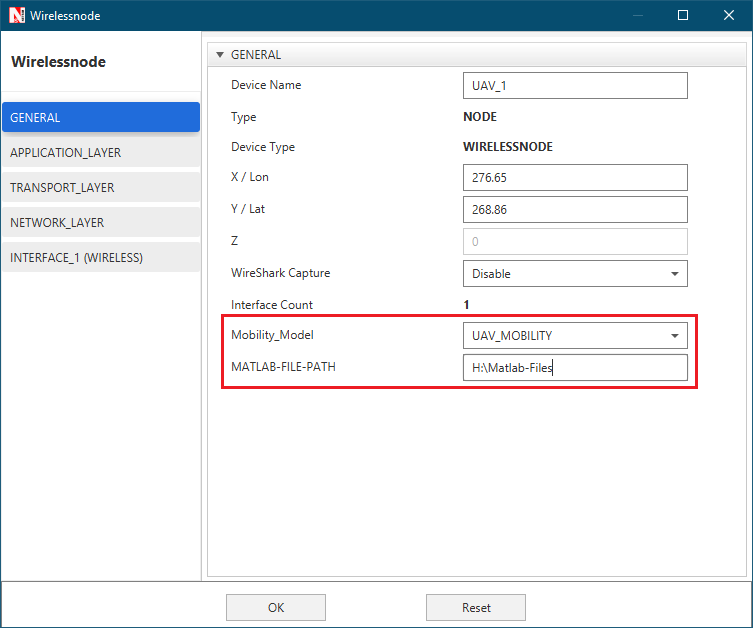 Wirelessnode
Wirelessnode
GENERAL
APPLICATION_LAYER
TRANSPORT_LAYER
NETWORK_LAYER
INTERFACE_1 (WIRELESS)
GENERAL
Device Name UAV_1
Type NODE
Device Type WIRELESSNODE
X / Lon 276.65
Y / Lat 268.86
Z 0
WireShark Capture Disable
Interface Count 1
Mobility_Model UAV_MOBILITY
MATLAB-FILE-PATH H:\Matlab-Files
OK Reset